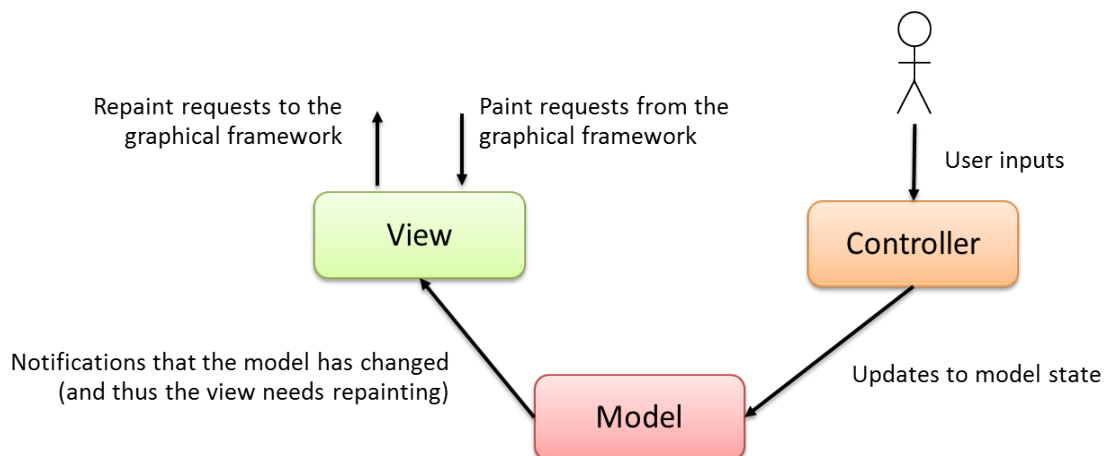 Repaint requests to the
graphical framework
Paint requests from the
graphical framework
User inputs
View
Controller
Notifications that the model has changed
(and thus the view needs repainting)
Updates to model state
Model